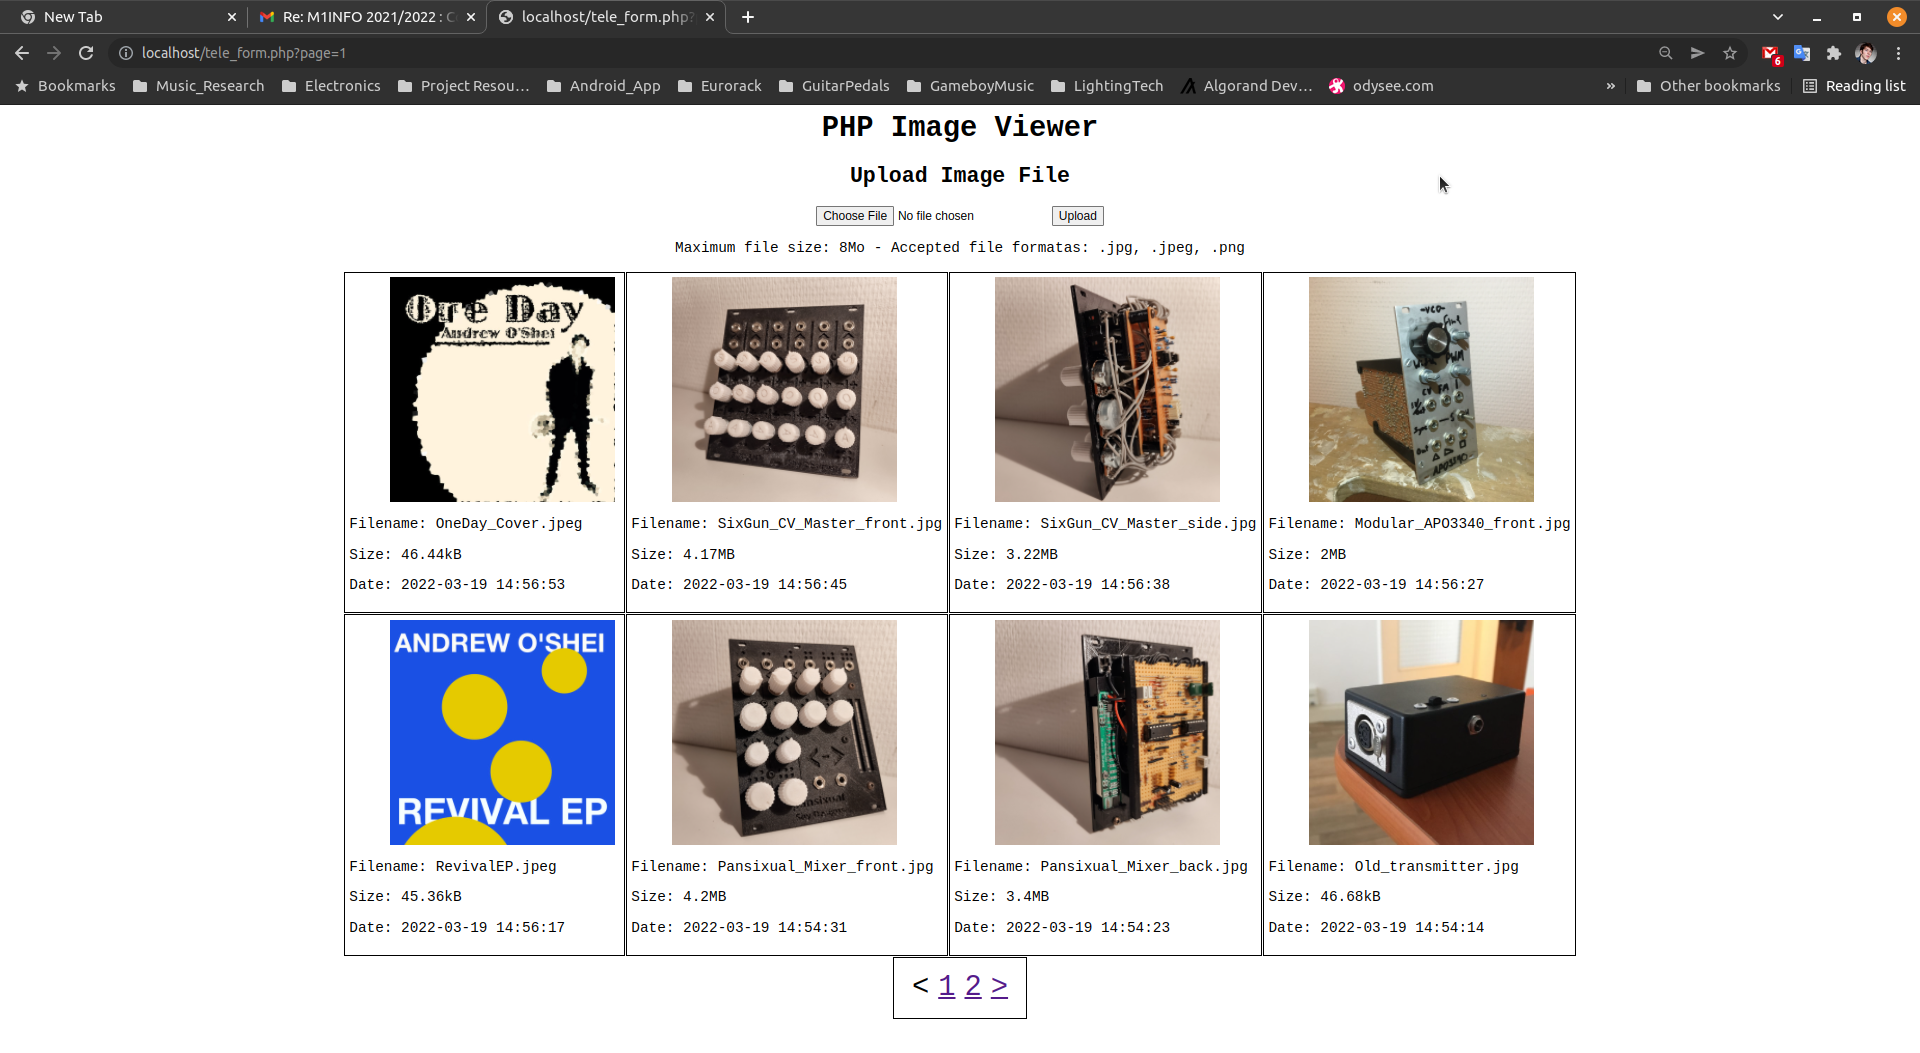 New Tab
Re: M1INFO 2021/2022 : C
localhost/tele_form.php?
localhost/tele_form.php?page=1
6
Bookmarks
Music_Research
Electronics
Project Resou…
Android_App
Eurorack
GuitarPedals
GameboyMusic
LightingTech
Algorand Dev…
odysee.com
»
Other bookmarks
Reading list
PHP Image Viewer
Upload Image File
Choose File No file chosen Upload
Maximum file size: 8Mo - Accepted file formatas: .jpg, .jpeg, .png
One Day
Andrew O'Shei
Filename: OneDay_Cover.jpeg
Size: 46.44kB
Date: 2022-03-19 14:56:53
Filename: SixGun_CV_Master_front.jpg
Size: 4.17MB
Date: 2022-03-19 14:56:45
Filename: SixGun_CV_Master_side.jpg
Size: 3.22MB
Date: 2022-03-19 14:56:38
-VCO-
Fine
PWM
APO3340
Filename: Modular_APO3340_front.jpg
Size: 2MB
Date: 2022-03-19 14:56:27
ANDREW O'SHEI
REVIVAL EP
Filename: RevivalEP.jpeg
Size: 45.36kB
Date: 2022-03-19 14:56:17
Pansixual
Filename: Pansixual_Mixer_front.jpg
Size: 4.2MB
Date: 2022-03-19 14:54:31
Filename: Pansixual_Mixer_back.jpg
Size: 3.4MB
Date: 2022-03-19 14:54:23
Filename: Old_transmitter.jpg
Size: 46.68kB
Date: 2022-03-19 14:54:14
< 1 2 >